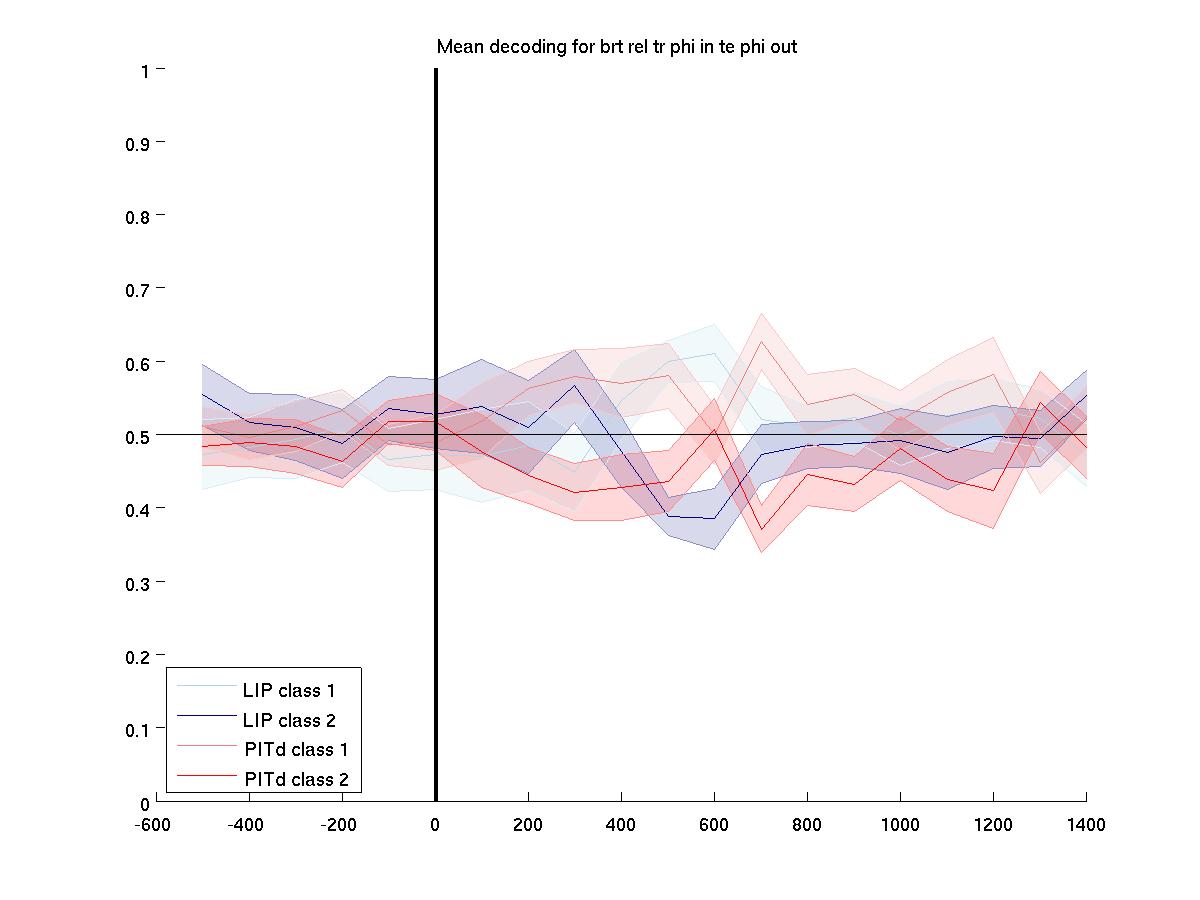 Mean decoding for brt rel tr phi in te phi out
1
0.9
0.8
0.7
0.6
0.5
0.4
0.3
0.2
0.1
0
LIP class 1
LIP class 2
PITd class 1
PITd class 2
-600 -400 -200 0 200 400 600 800 1000 1200 1400